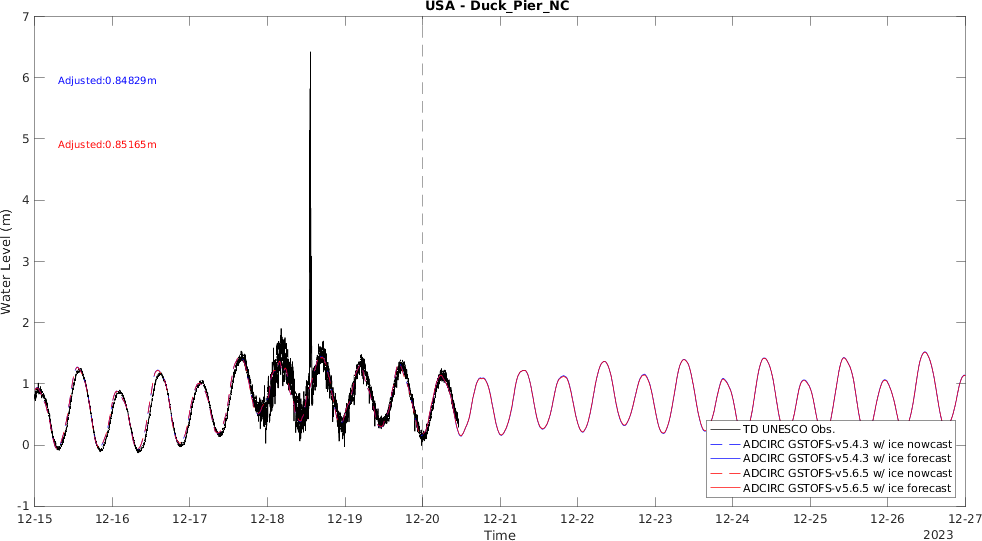 USA - Duck_Pier_NC
7
6
5
4
3
2
1
0
-1
Water Level (m)
Adjusted:0.84829m
Adjusted:0.85165m
TD UNESCO Obs.
ADCIRC GSTOFS-v5.4.3 w/ ice nowcast
ADCIRC GSTOFS-v5.4.3 w/ ice forecast
ADCIRC GSTOFS-v5.6.5 w/ ice nowcast
ADCIRC GSTOFS-v5.6.5 w/ ice forecast
12-15 12-16 12-17 12-18 12-19 12-20 12-21 12-22 12-23 12-24 12-25 12-26 12-27
Time
2023